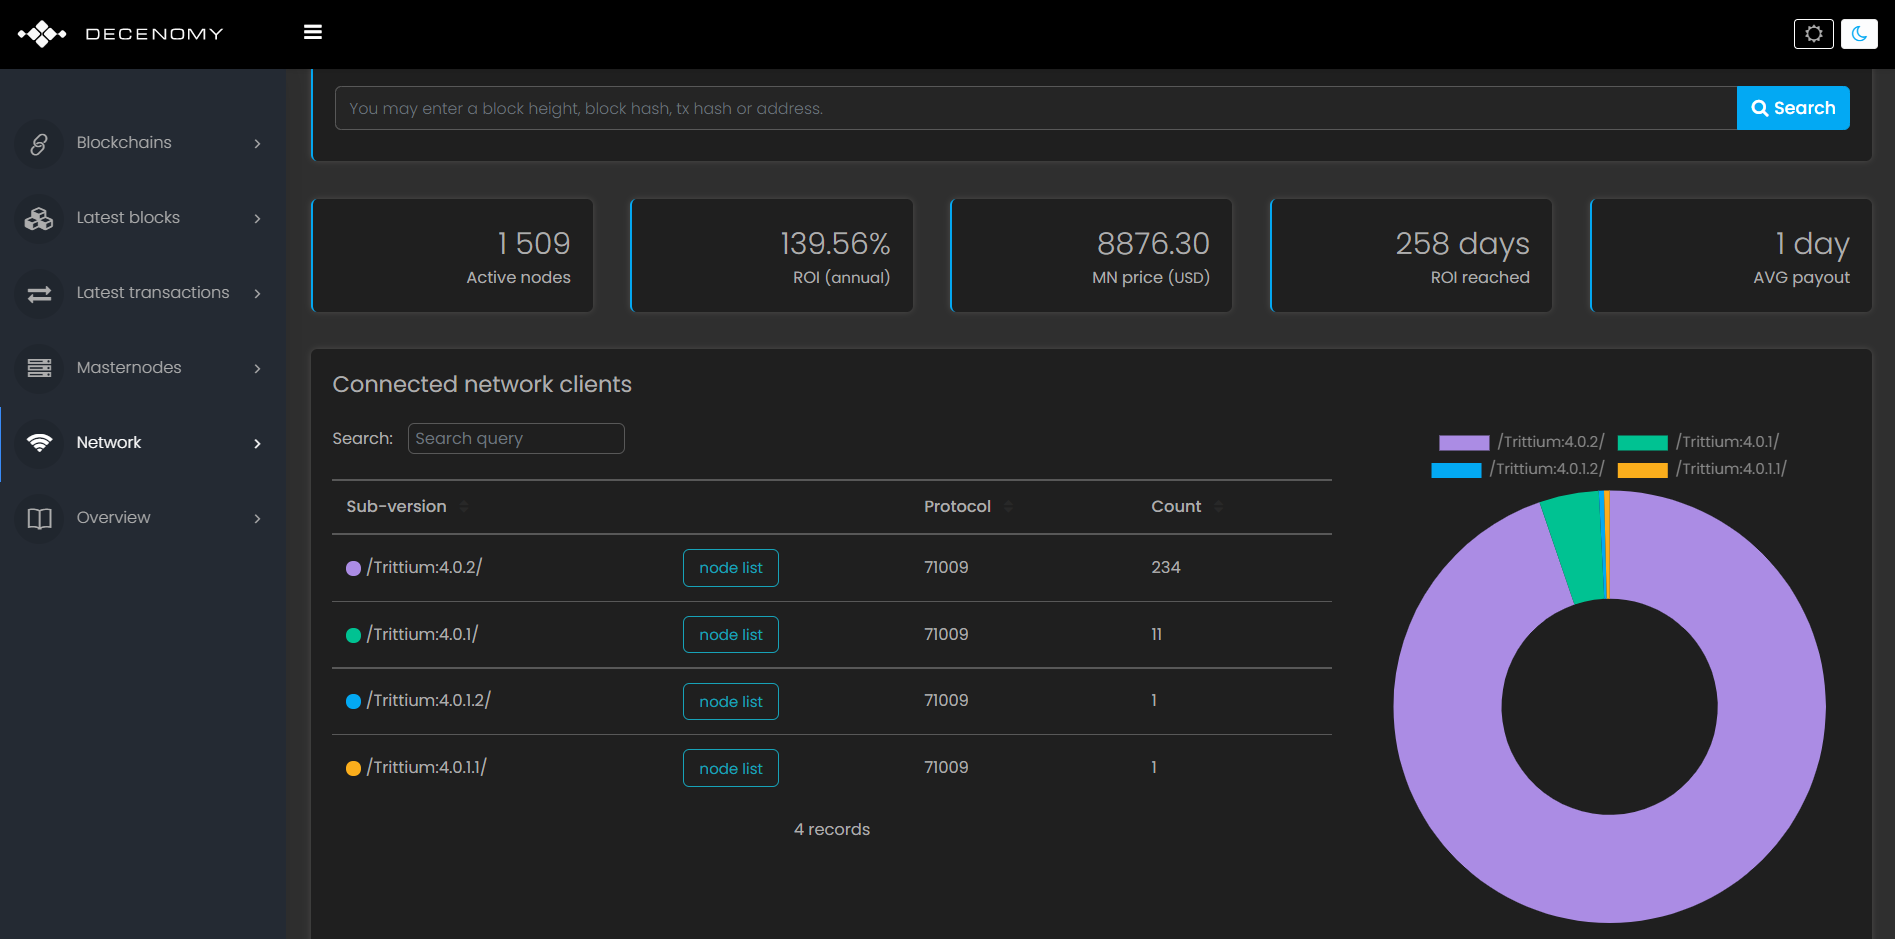 DECENOMY
You may enter a block height, block hash, tx hash or address.
Search
Blockchains
Latest blocks
Latest transactions
Masternodes
Network
Overview
1 509
Active nodes
139.56%
ROI (annual)
8876.30
MN price (USD)
258 days
ROI reached
1 day
AVG payout
Connected network clients
Search: Search query
Sub-version Protocol Count
/Trittium:4.0.2/ node list 71009 234
/Trittium:4.0.1/ node list 71009 11
/Trittium:4.0.1.2/ node list 71009 1
/Trittium:4.0.1.1/ node list 71009 1
4 records
/Trittium:4.0.2/ /Trittium:4.0.1/
/Trittium:4.0.1.2/ /Trittium:4.0.1.1/